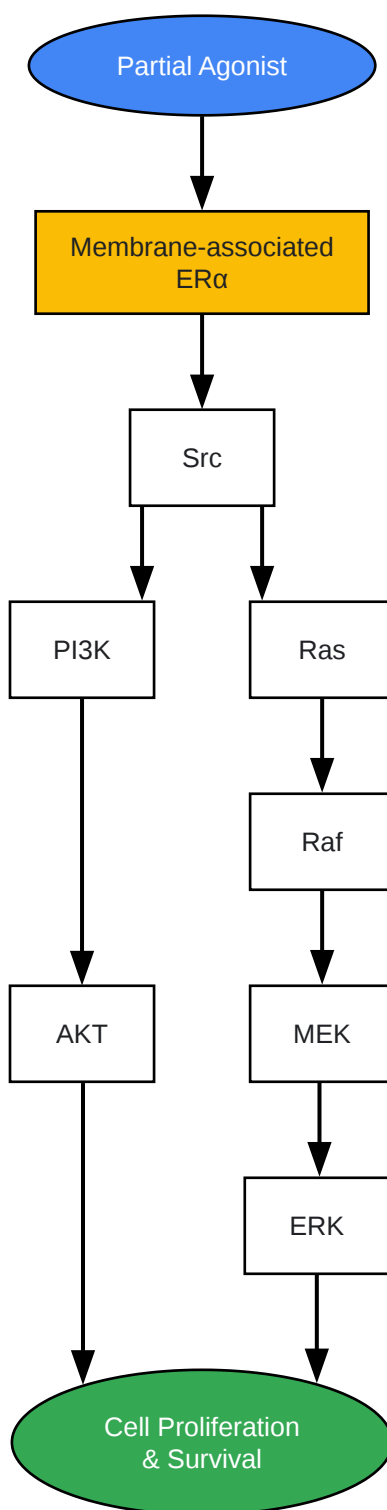 Partial Agonist
Membrane-associated
ERα
Src
PI3K
Ras
Raf
AKT
MEK
ERK
Cell Proliferation
& Survival